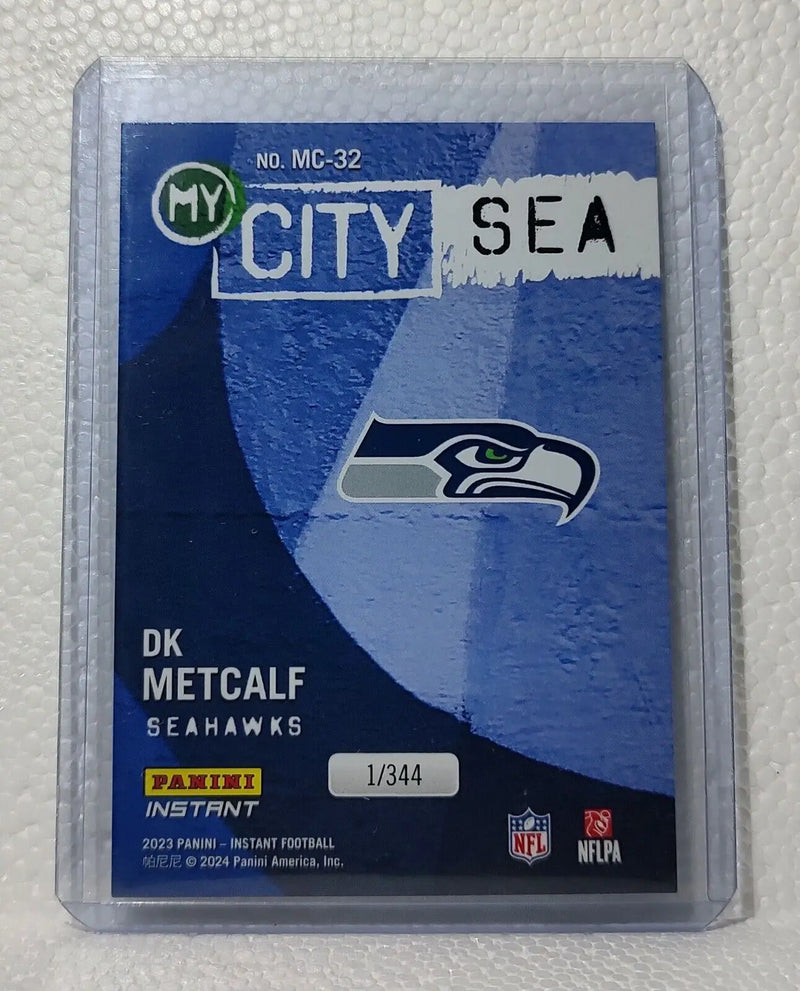 NO. MC-32
MY
CITY
SEA
DK
METCALF
SEAHAWKS
PANINI
INSTANT
1/344
2023 PANINI – INSTANT FOOTBALL
帕尼尼 © 2024 Panini America, Inc.
NFL
NFLPA